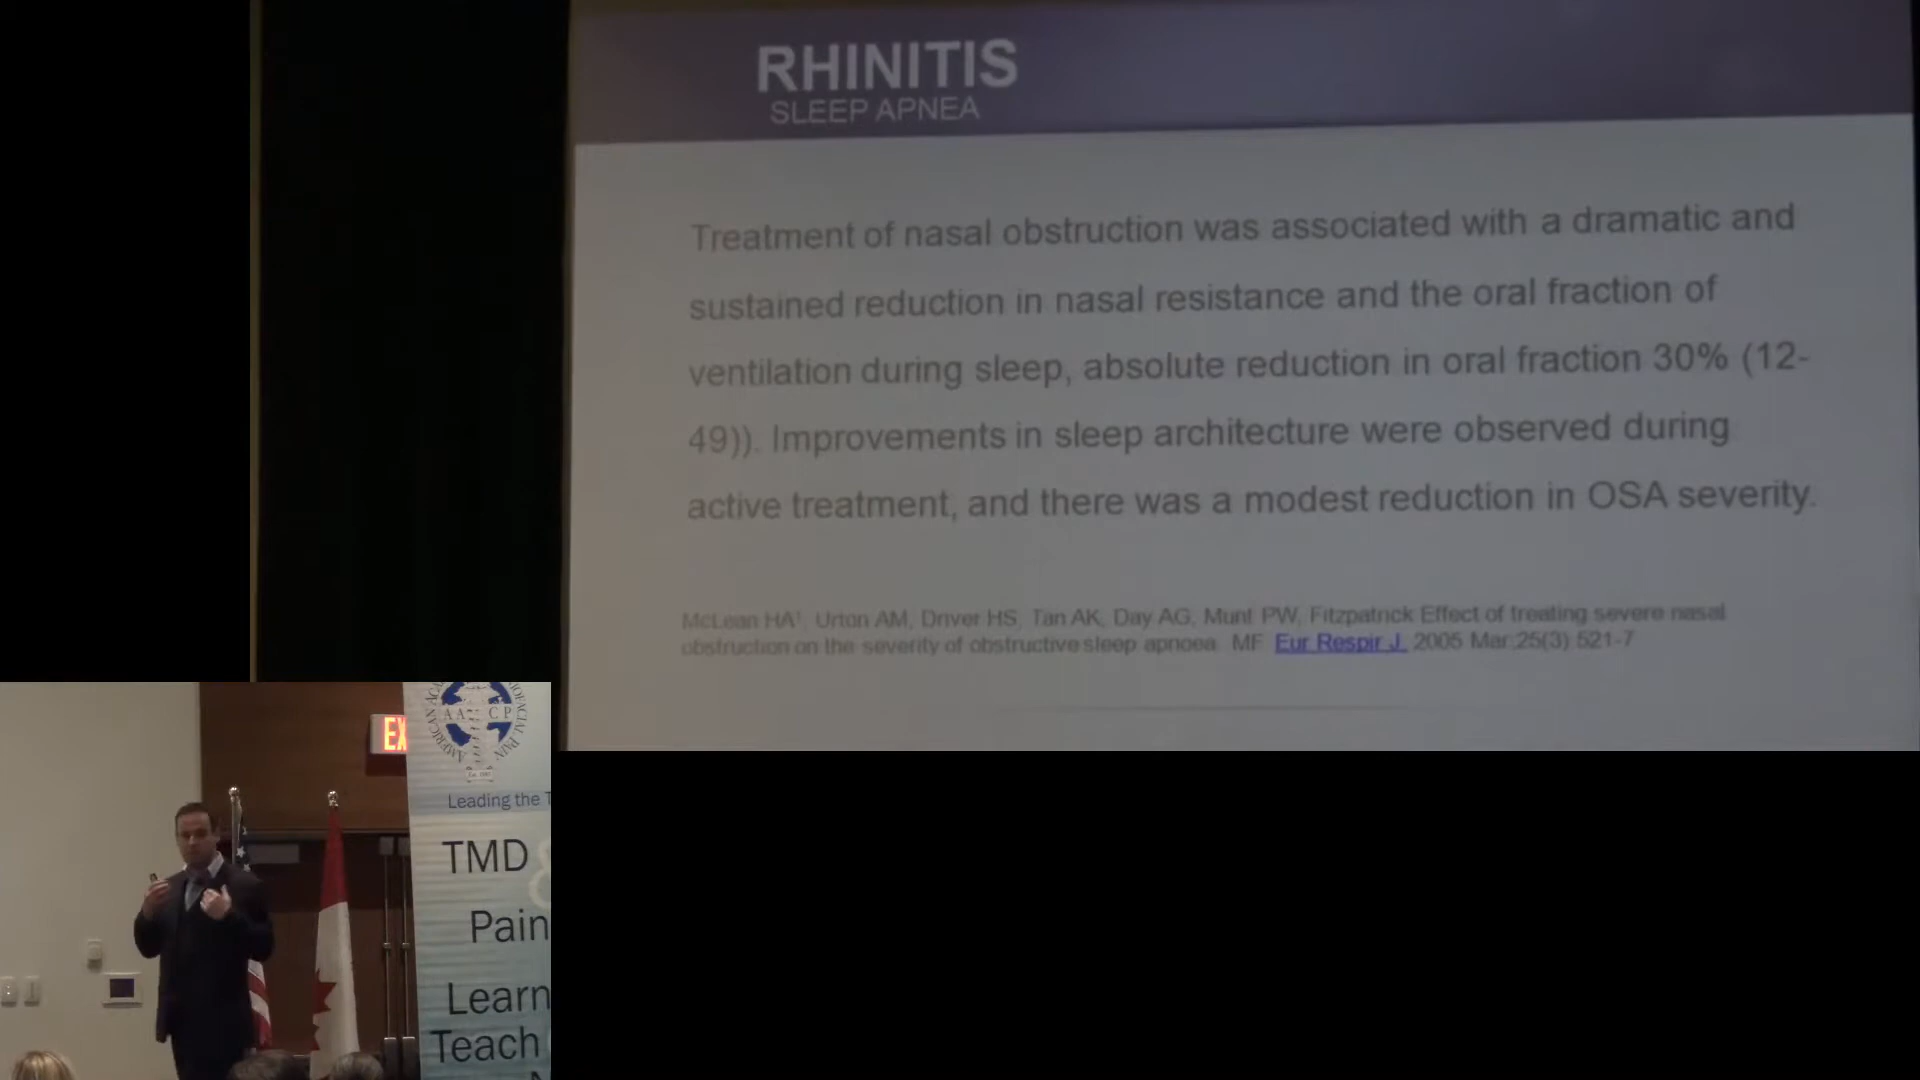 RHINITIS
SLEEP APNEA
Treatment of nasal obstruction was associated with a dramatic and
sustained reduction in nasal resistance and the oral fraction of
ventilation during sleep, absolute reduction in oral fraction 30% (12-
49)). Improvements in sleep architecture were observed during
active treatment, and there was a modest reduction in OSA severity.
McLean HA¹, Urton AM, Driver HS, Tan AK, Day AG, Munt PW, Fitzpatrick Effect of treating severe nasal
obstruction on the severity of obstructive sleep apnoea. MF. Eur Respir J. 2005 Mar;25(3) 521-7
EX
AA CP
Leading the T
TMD &
Pain
Learn
Teach